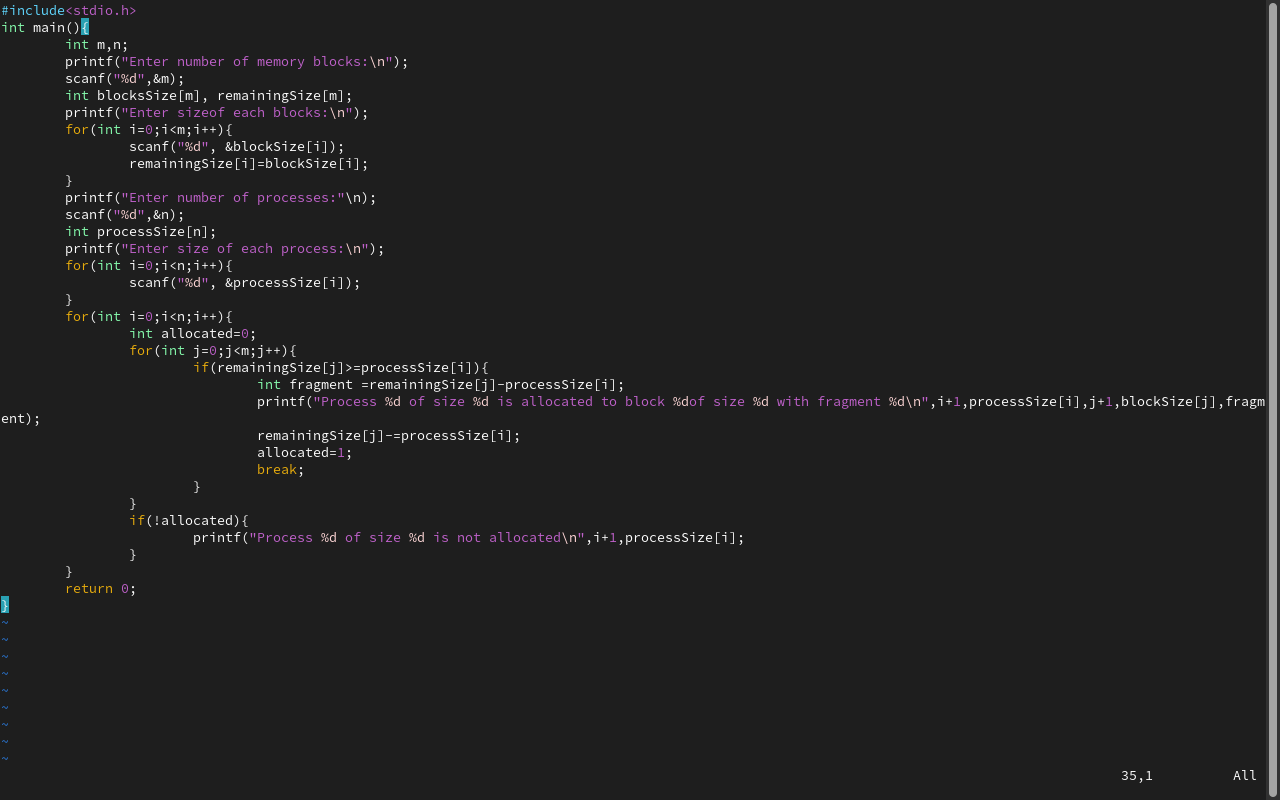 #include<stdio.h>
int main(){
        int m,n;
        printf("Enter number of memory blocks:\n");
        scanf("%d",&m);
        int blocksSize[m], remainingSize[m];
        printf("Enter sizeof each blocks:\n");
        for(int i=0;i<m;i++){
                scanf("%d", &blockSize[i]);
                remainingSize[i]=blockSize[i];
        }
        printf("Enter number of processes:"\n);
        scanf("%d",&n);
        int processSize[n];
        printf("Enter size of each process:\n");
        for(int i=0;i<n;i++){
                scanf("%d", &processSize[i]);
        }
        for(int i=0;i<n;i++){
                int allocated=0;
                for(int j=0;j<m;j++){
                        if(remainingSize[j]>=processSize[i]){
                                int fragment =remainingSize[j]-processSize[i];
                                printf("Process %d of size %d is allocated to block %dof size %d with fragment %d\n",i+1,processSize[i],j+1,blockSize[j],fragm
ent);
                                remainingSize[j]-=processSize[i];
                                allocated=1;
                                break;
                        }
                }
                if(!allocated){
                        printf("Process %d of size %d is not allocated\n",i+1,processSize[i];
                }
        }
        return 0;
}
~
~
~
~
~
~
~
~
~
35,1 All